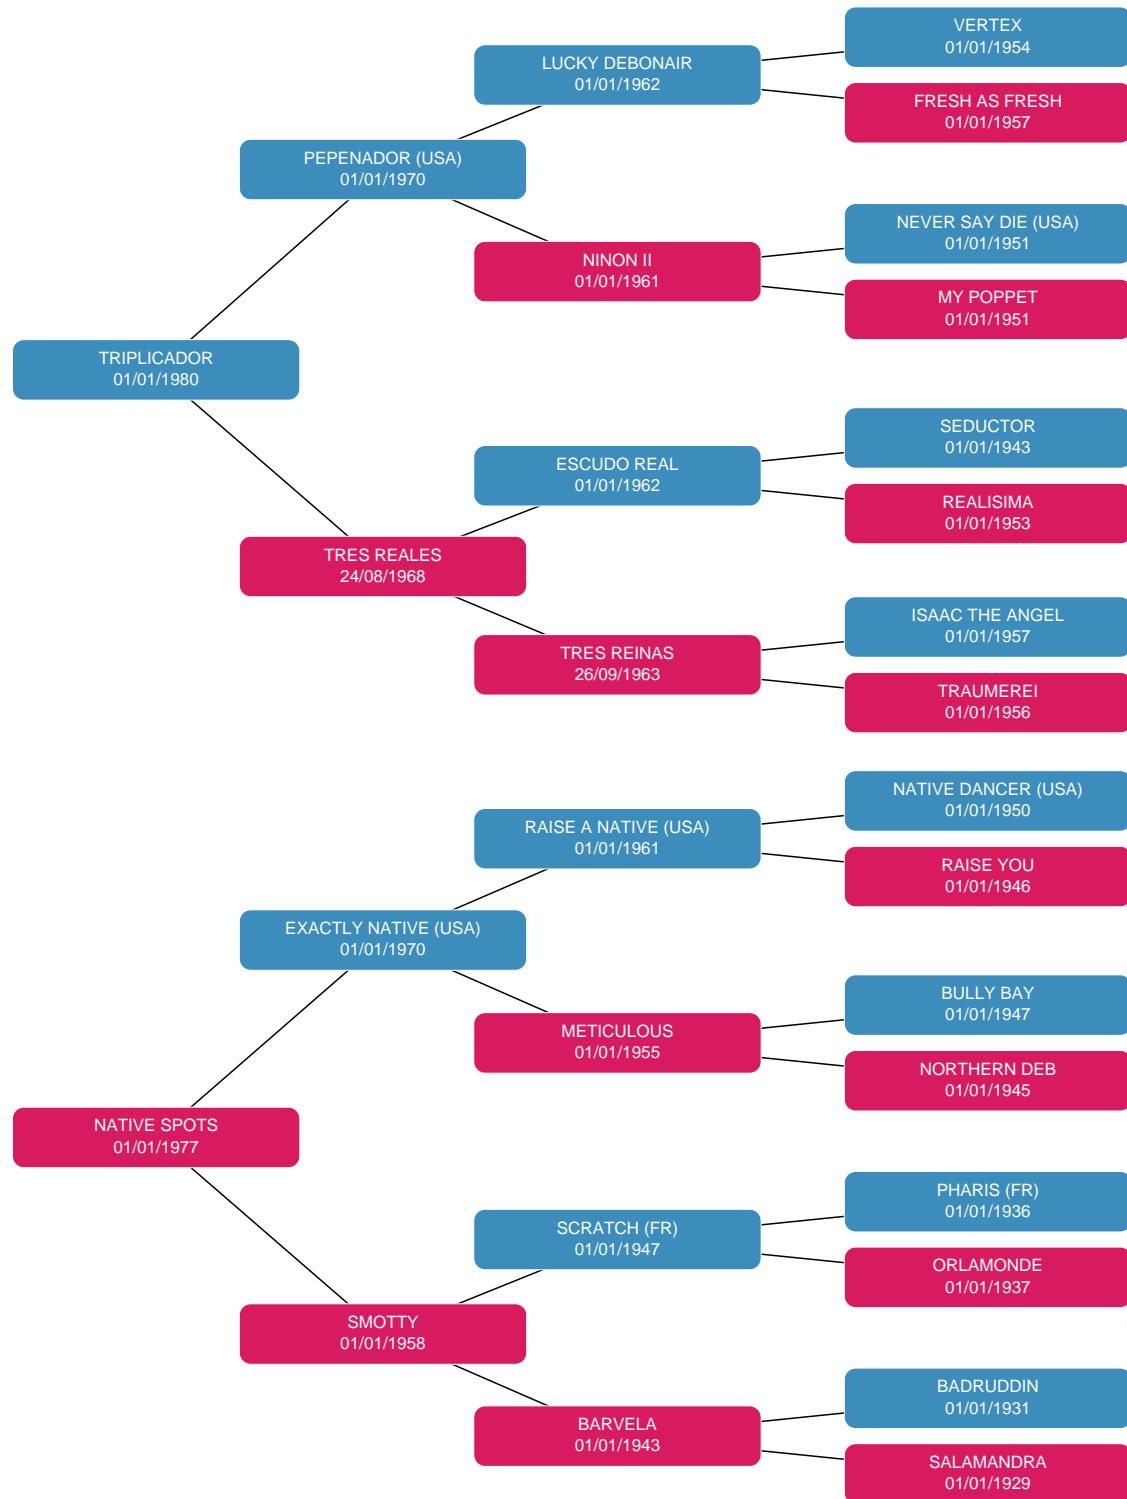 VERTEX
01/01/1954
LUCKY DEBONAIR
01/01/1962
FRESH AS FRESH
01/01/1957
PEPENADOR (USA)
01/01/1970
NEVER SAY DIE (USA)
01/01/1951
NINON II
01/01/1961
MY POPPET
01/01/1951
TRIPLICADOR
01/01/1980
SEDUCTOR
01/01/1943
ESCUDO REAL
01/01/1962
REALISIMA
01/01/1953
TRES REALES
24/08/1968
ISAAC THE ANGEL
01/01/1957
TRES REINAS
26/09/1963
TRAUMEREI
01/01/1956
NATIVE DANCER (USA)
01/01/1950
RAISE A NATIVE (USA)
01/01/1961
RAISE YOU
01/01/1946
EXACTLY NATIVE (USA)
01/01/1970
BULLY BAY
01/01/1947
METICULOUS
01/01/1955
NORTHERN DEB
01/01/1945
NATIVE SPOTS
01/01/1977
PHARIS (FR)
01/01/1936
SCRATCH (FR)
01/01/1947
ORLAMONDE
01/01/1937
SMOTTY
01/01/1958
BADRUDDIN
01/01/1931
BARVELA
01/01/1943
SALAMANDRA
01/01/1929